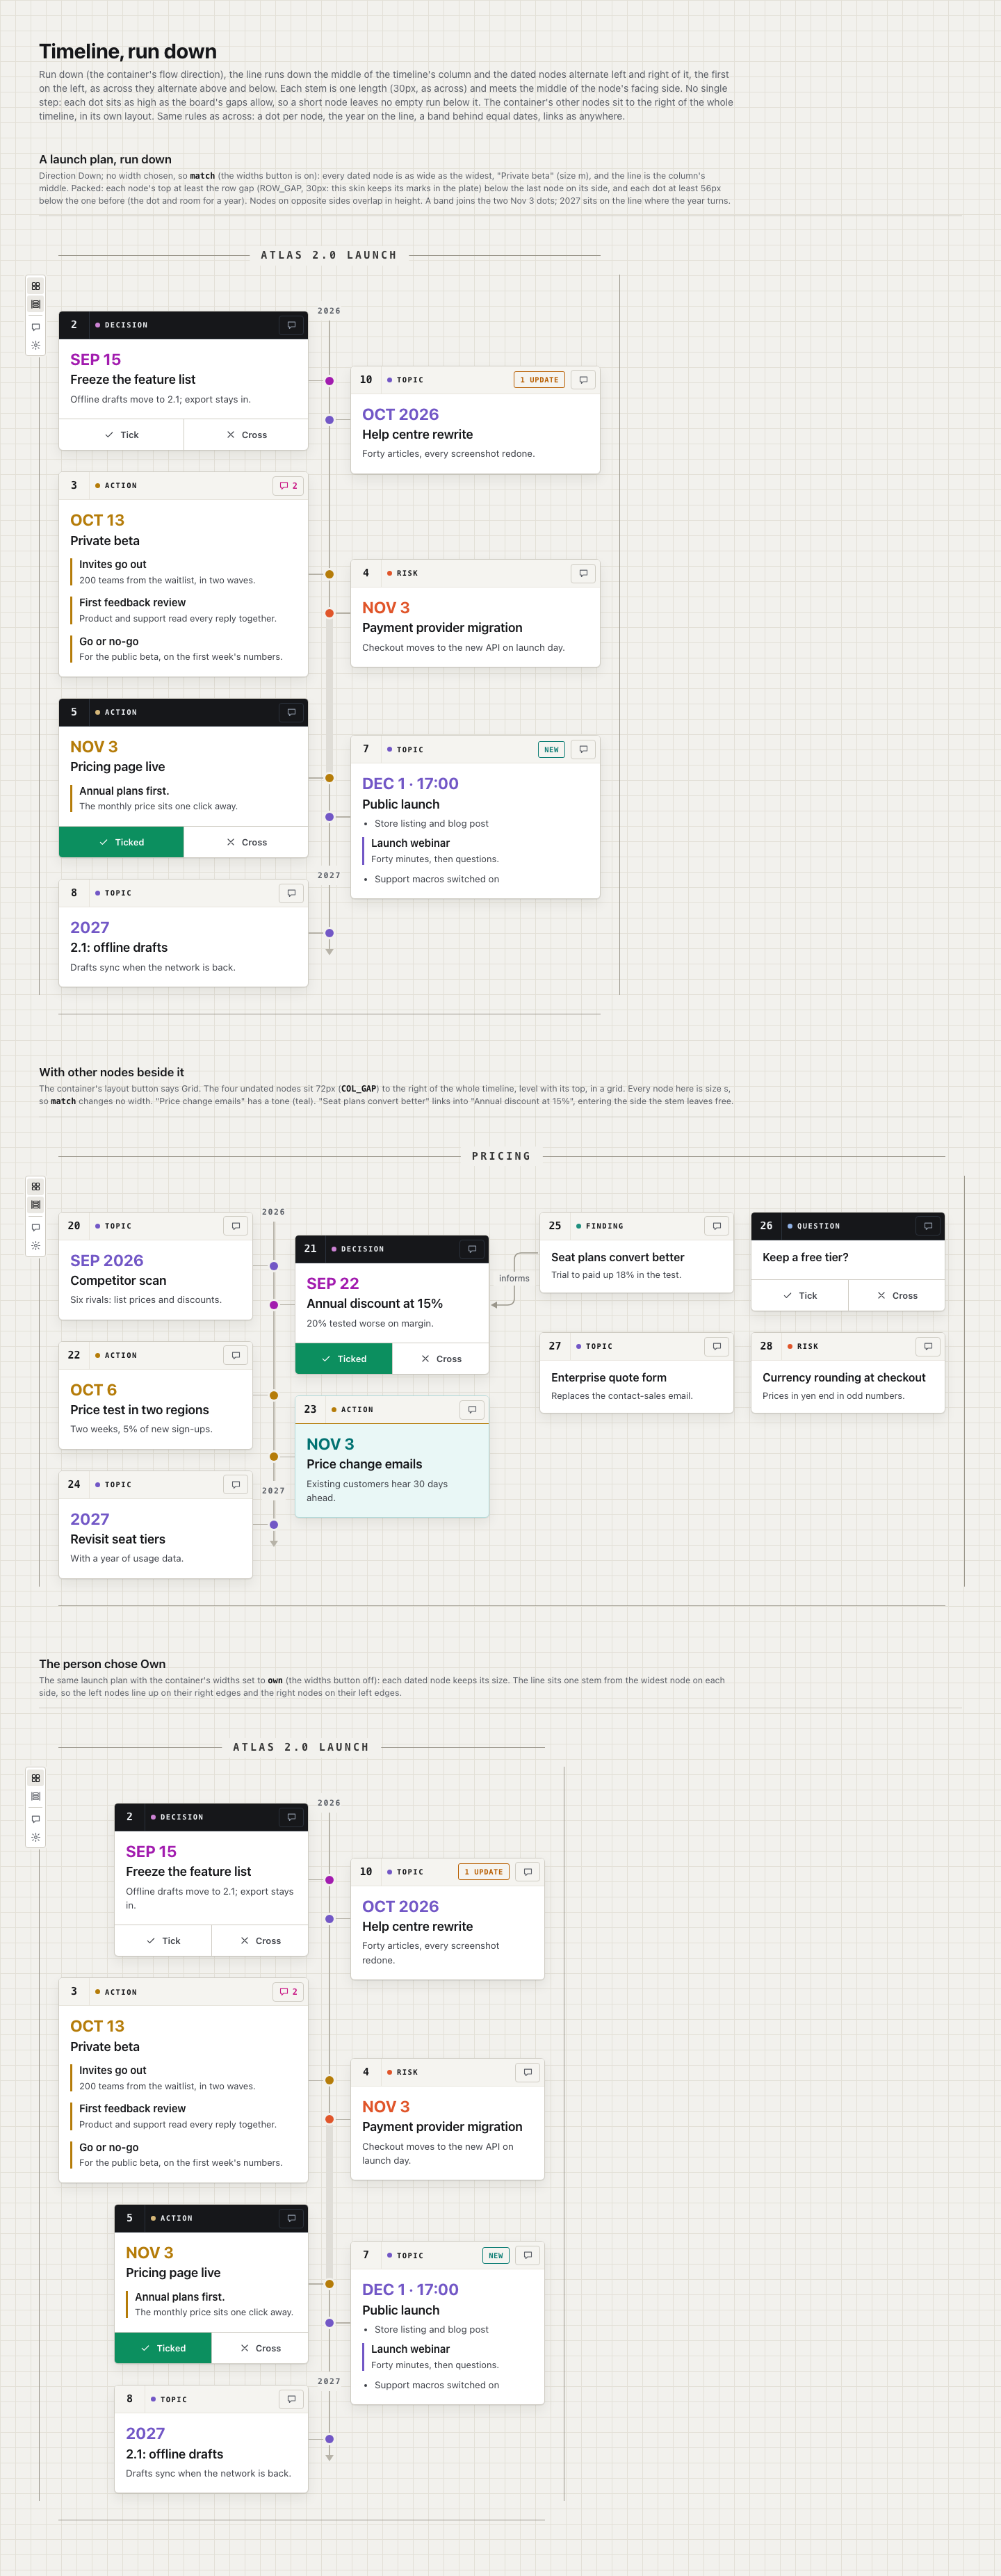 Timeline, run down
Run down (the container's flow direction), the line runs down the middle of the timeline's column and the dated nodes alternate left and right of it, the first
on the left, as across they alternate above and below. Each stem is one length (30px, as across) and meets the middle of the node's facing side. No single
step: each dot sits as high as the board's gaps allow, so a short node leaves no empty run below it. The container's other nodes sit to the right of the whole
timeline, in its own layout. Same rules as across: a dot per node, the year on the line, a band behind equal dates, links as anywhere.
A launch plan, run down
Direction Down; no width chosen, so match (the widths button is on): every dated node is as wide as the widest, "Private beta" (size m), and the line is the column's
middle. Packed: each node's top at least the row gap (ROW_GAP, 30px: this skin keeps its marks in the plate) below the last node on its side, and each dot at least 56px
below the one before (the dot and room for a year). Nodes on opposite sides overlap in height. A band joins the two Nov 3 dots; 2027 sits on the line where the year turns.
ATLAS 2.0 LAUNCH
2026
2 DECISION
SEP 15
Freeze the feature list
Offline drafts move to 2.1; export stays in.
Tick Cross
10 TOPIC 1 UPDATE
OCT 2026
Help centre rewrite
Forty articles, every screenshot redone.
3 ACTION 2
OCT 13
Private beta
Invites go out
200 teams from the waitlist, in two waves.
First feedback review
Product and support read every reply together.
Go or no-go
For the public beta, on the first week's numbers.
4 RISK
NOV 3
Payment provider migration
Checkout moves to the new API on launch day.
5 ACTION
NOV 3
Pricing page live
Annual plans first.
The monthly price sits one click away.
Ticked Cross
7 TOPIC NEW
DEC 1 · 17:00
Public launch
• Store listing and blog post
Launch webinar
Forty minutes, then questions.
• Support macros switched on
2027
8 TOPIC
2027
2.1: offline drafts
Drafts sync when the network is back.
With other nodes beside it
The container's layout button says Grid. The four undated nodes sit 72px (COL_GAP) to the right of the whole timeline, level with its top, in a grid. Every node here is size s,
so match changes no width. "Price change emails" has a tone (teal). "Seat plans convert better" links into "Annual discount at 15%", entering the side the stem leaves free.
PRICING
2026
20 TOPIC
SEP 2026
Competitor scan
Six rivals: list prices and discounts.
21 DECISION
SEP 22
Annual discount at 15%
20% tested worse on margin.
Ticked Cross
informs
25 FINDING
Seat plans convert better
Trial to paid up 18% in the test.
26 QUESTION
Keep a free tier?
Tick Cross
22 ACTION
OCT 6
Price test in two regions
Two weeks, 5% of new sign-ups.
27 TOPIC
Enterprise quote form
Replaces the contact-sales email.
28 RISK
Currency rounding at checkout
Prices in yen end in odd numbers.
23 ACTION
NOV 3
Price change emails
Existing customers hear 30 days
ahead.
2027
24 TOPIC
2027
Revisit seat tiers
With a year of usage data.
The person chose Own
The same launch plan with the container's widths set to own (the widths button off): each dated node keeps its size. The line sits one stem from the widest node on each
side, so the left nodes line up on their right edges and the right nodes on their left edges.
ATLAS 2.0 LAUNCH
2026
2 DECISION
SEP 15
Freeze the feature list
Offline drafts move to 2.1; export stays
in.
Tick Cross
10 TOPIC 1 UPDATE
OCT 2026
Help centre rewrite
Forty articles, every screenshot
redone.
3 ACTION 2
OCT 13
Private beta
Invites go out
200 teams from the waitlist, in two waves.
First feedback review
Product and support read every reply together.
Go or no-go
For the public beta, on the first week's numbers.
4 RISK
NOV 3
Payment provider migration
Checkout moves to the new API on
launch day.
5 ACTION
NOV 3
Pricing page live
Annual plans first.
The monthly price sits one click away.
Ticked Cross
7 TOPIC NEW
DEC 1 · 17:00
Public launch
• Store listing and blog post
Launch webinar
Forty minutes, then questions.
• Support macros switched on
2027
8 TOPIC
2027
2.1: offline drafts
Drafts sync when the network is back.